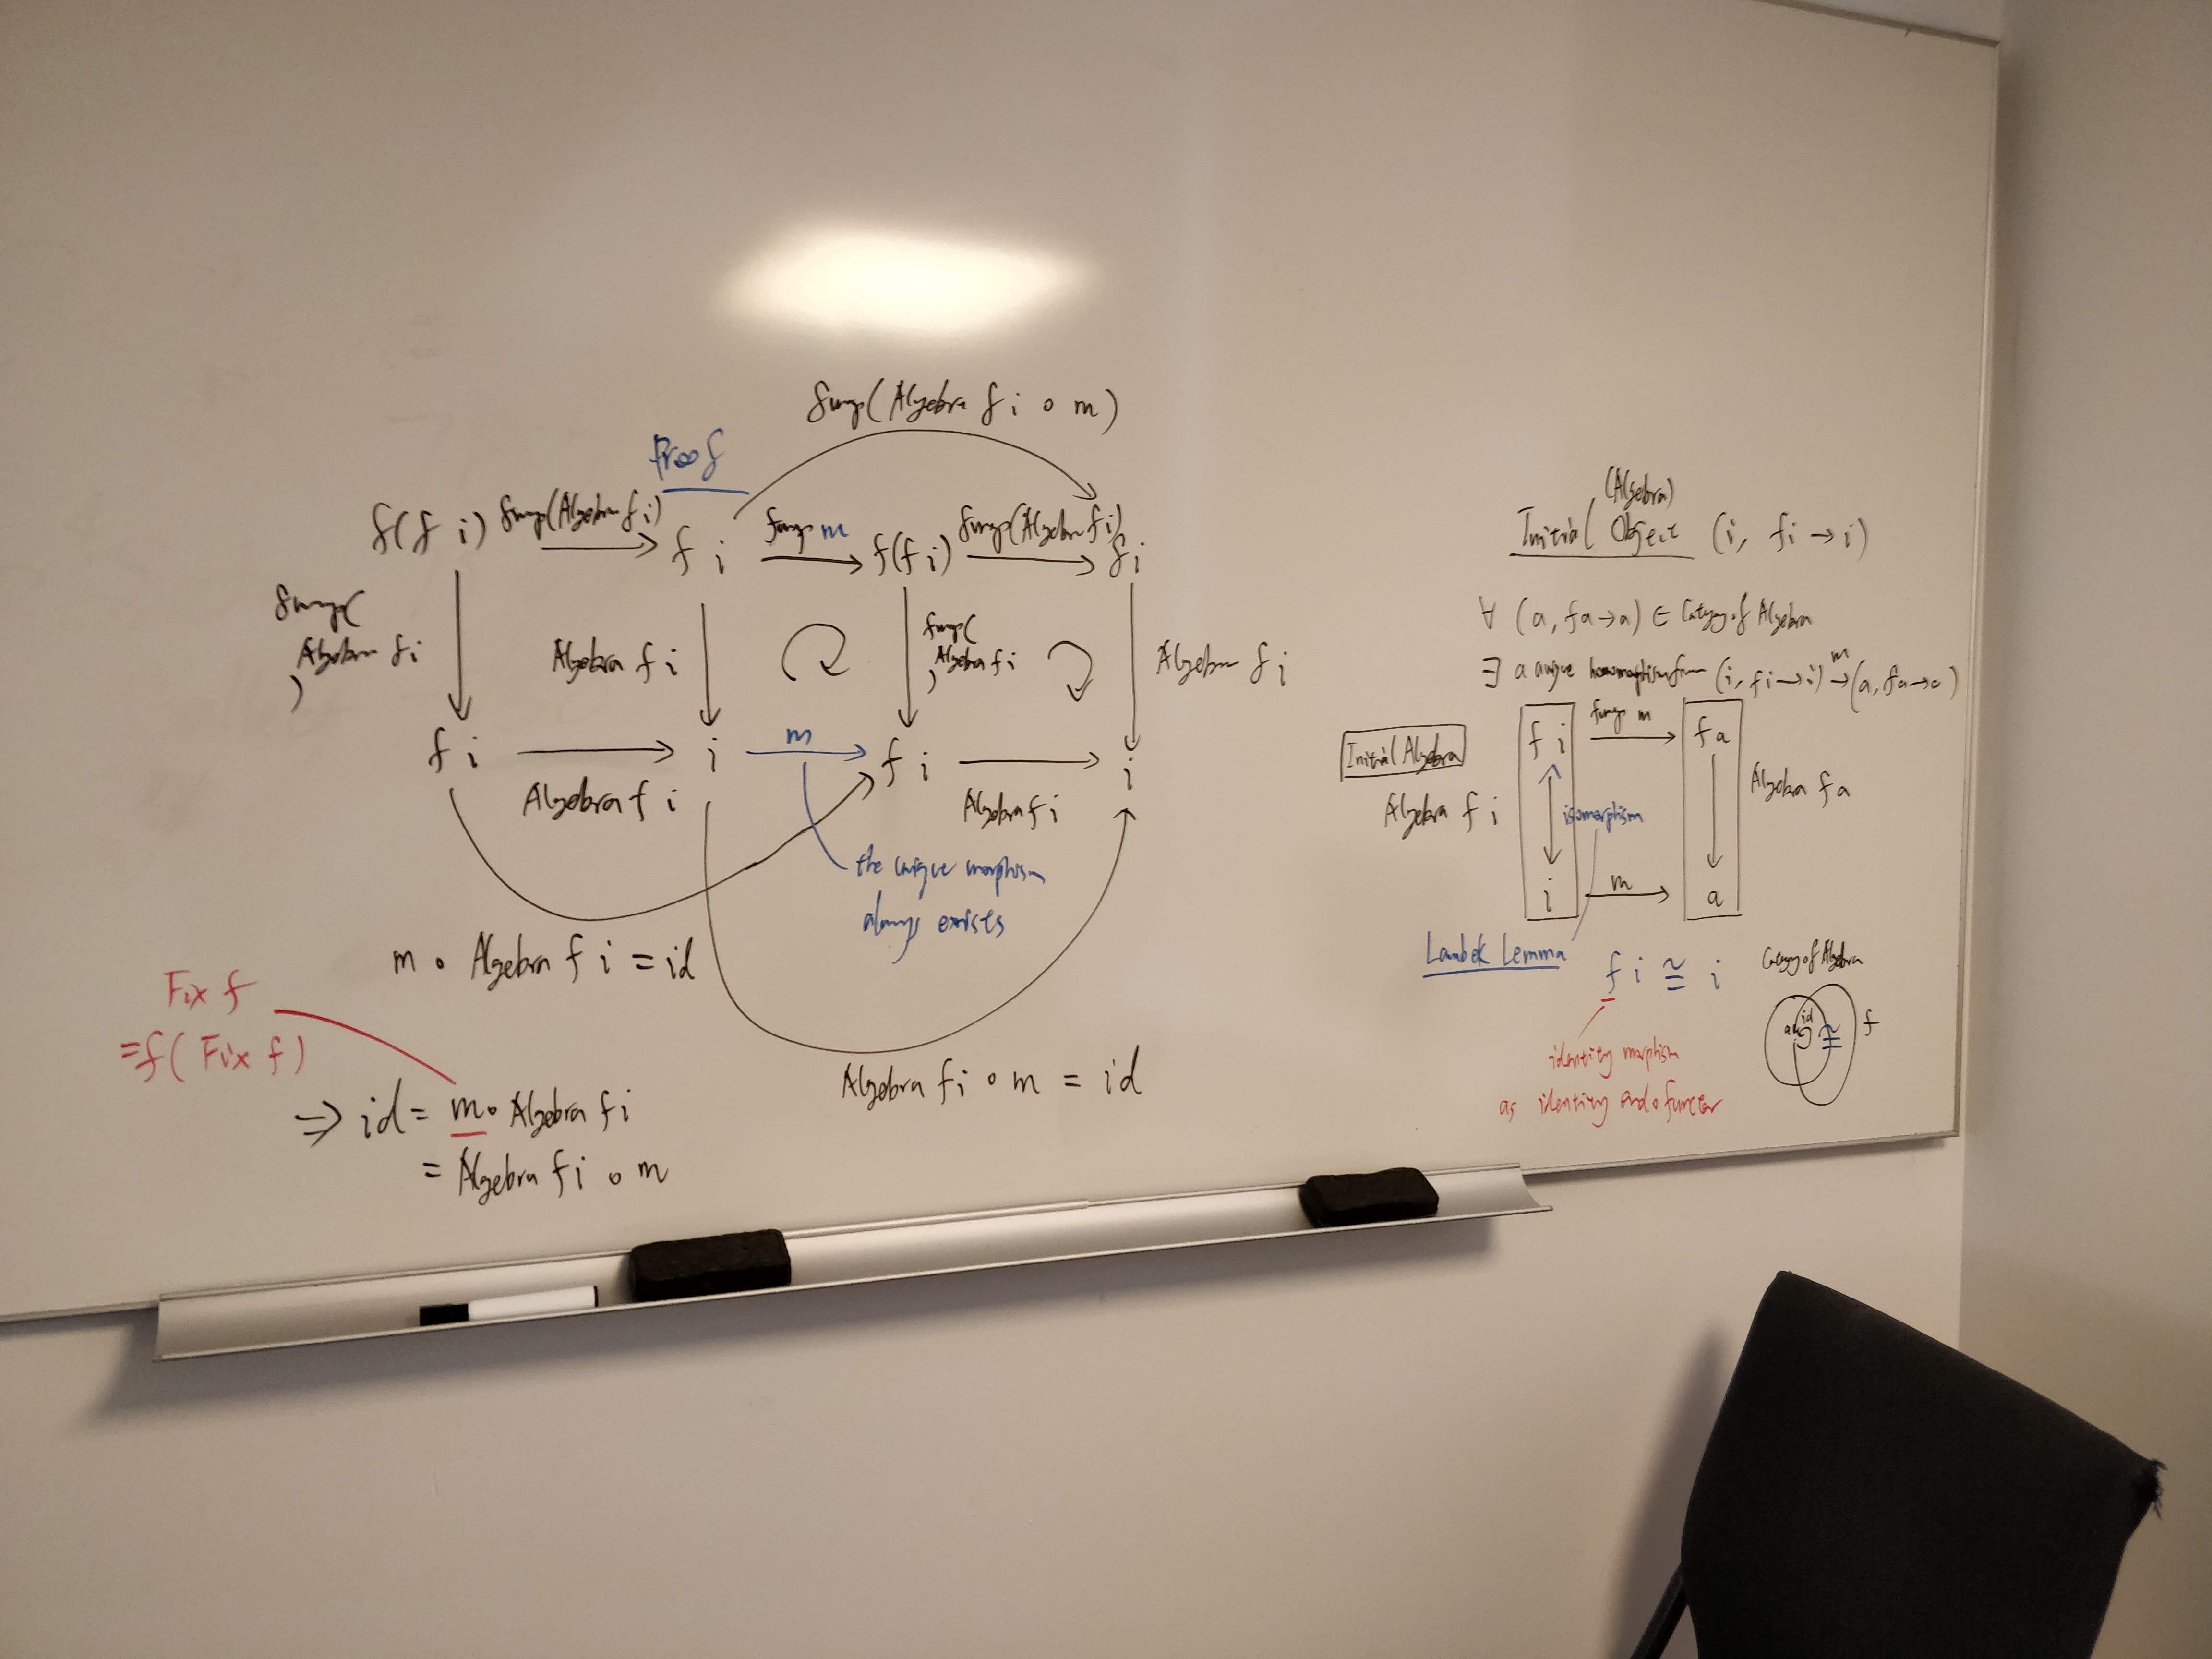 Proof
fmap(Algebra f i ∘ m)
f(f i) fmap(Algebra f i) f i fmap m f(f i) fmap(Algebra f i) f i
fmap(
Algebra f i
)
Algebra f i
fmap(
Algebra f i
)
Algebra f i
f i i m f i i
Algebra f i
Algebra f i
the unique morphism
always exists
m ∘ Algebra f i = id
Algebra f i ∘ m = id
Fix f
= f( Fix f)
⇒ id = m ∘ Algebra f i
= Algebra f i ∘ m
(Algebra)
Initial Object (i, f i → i)
∀ (a, f a → a) ∈ Category of Algebra
∃ a unique homomorphism from (i, f i → i) →m (a, f a → a)
Initial Algebra
f i fmap m f a
Algebra f i
isomorphism
Algebra f a
i m a
Lambek Lemma
f i ≅ i
identity morphism
as identity endofunctor
Category of Algebra
id
≅
f